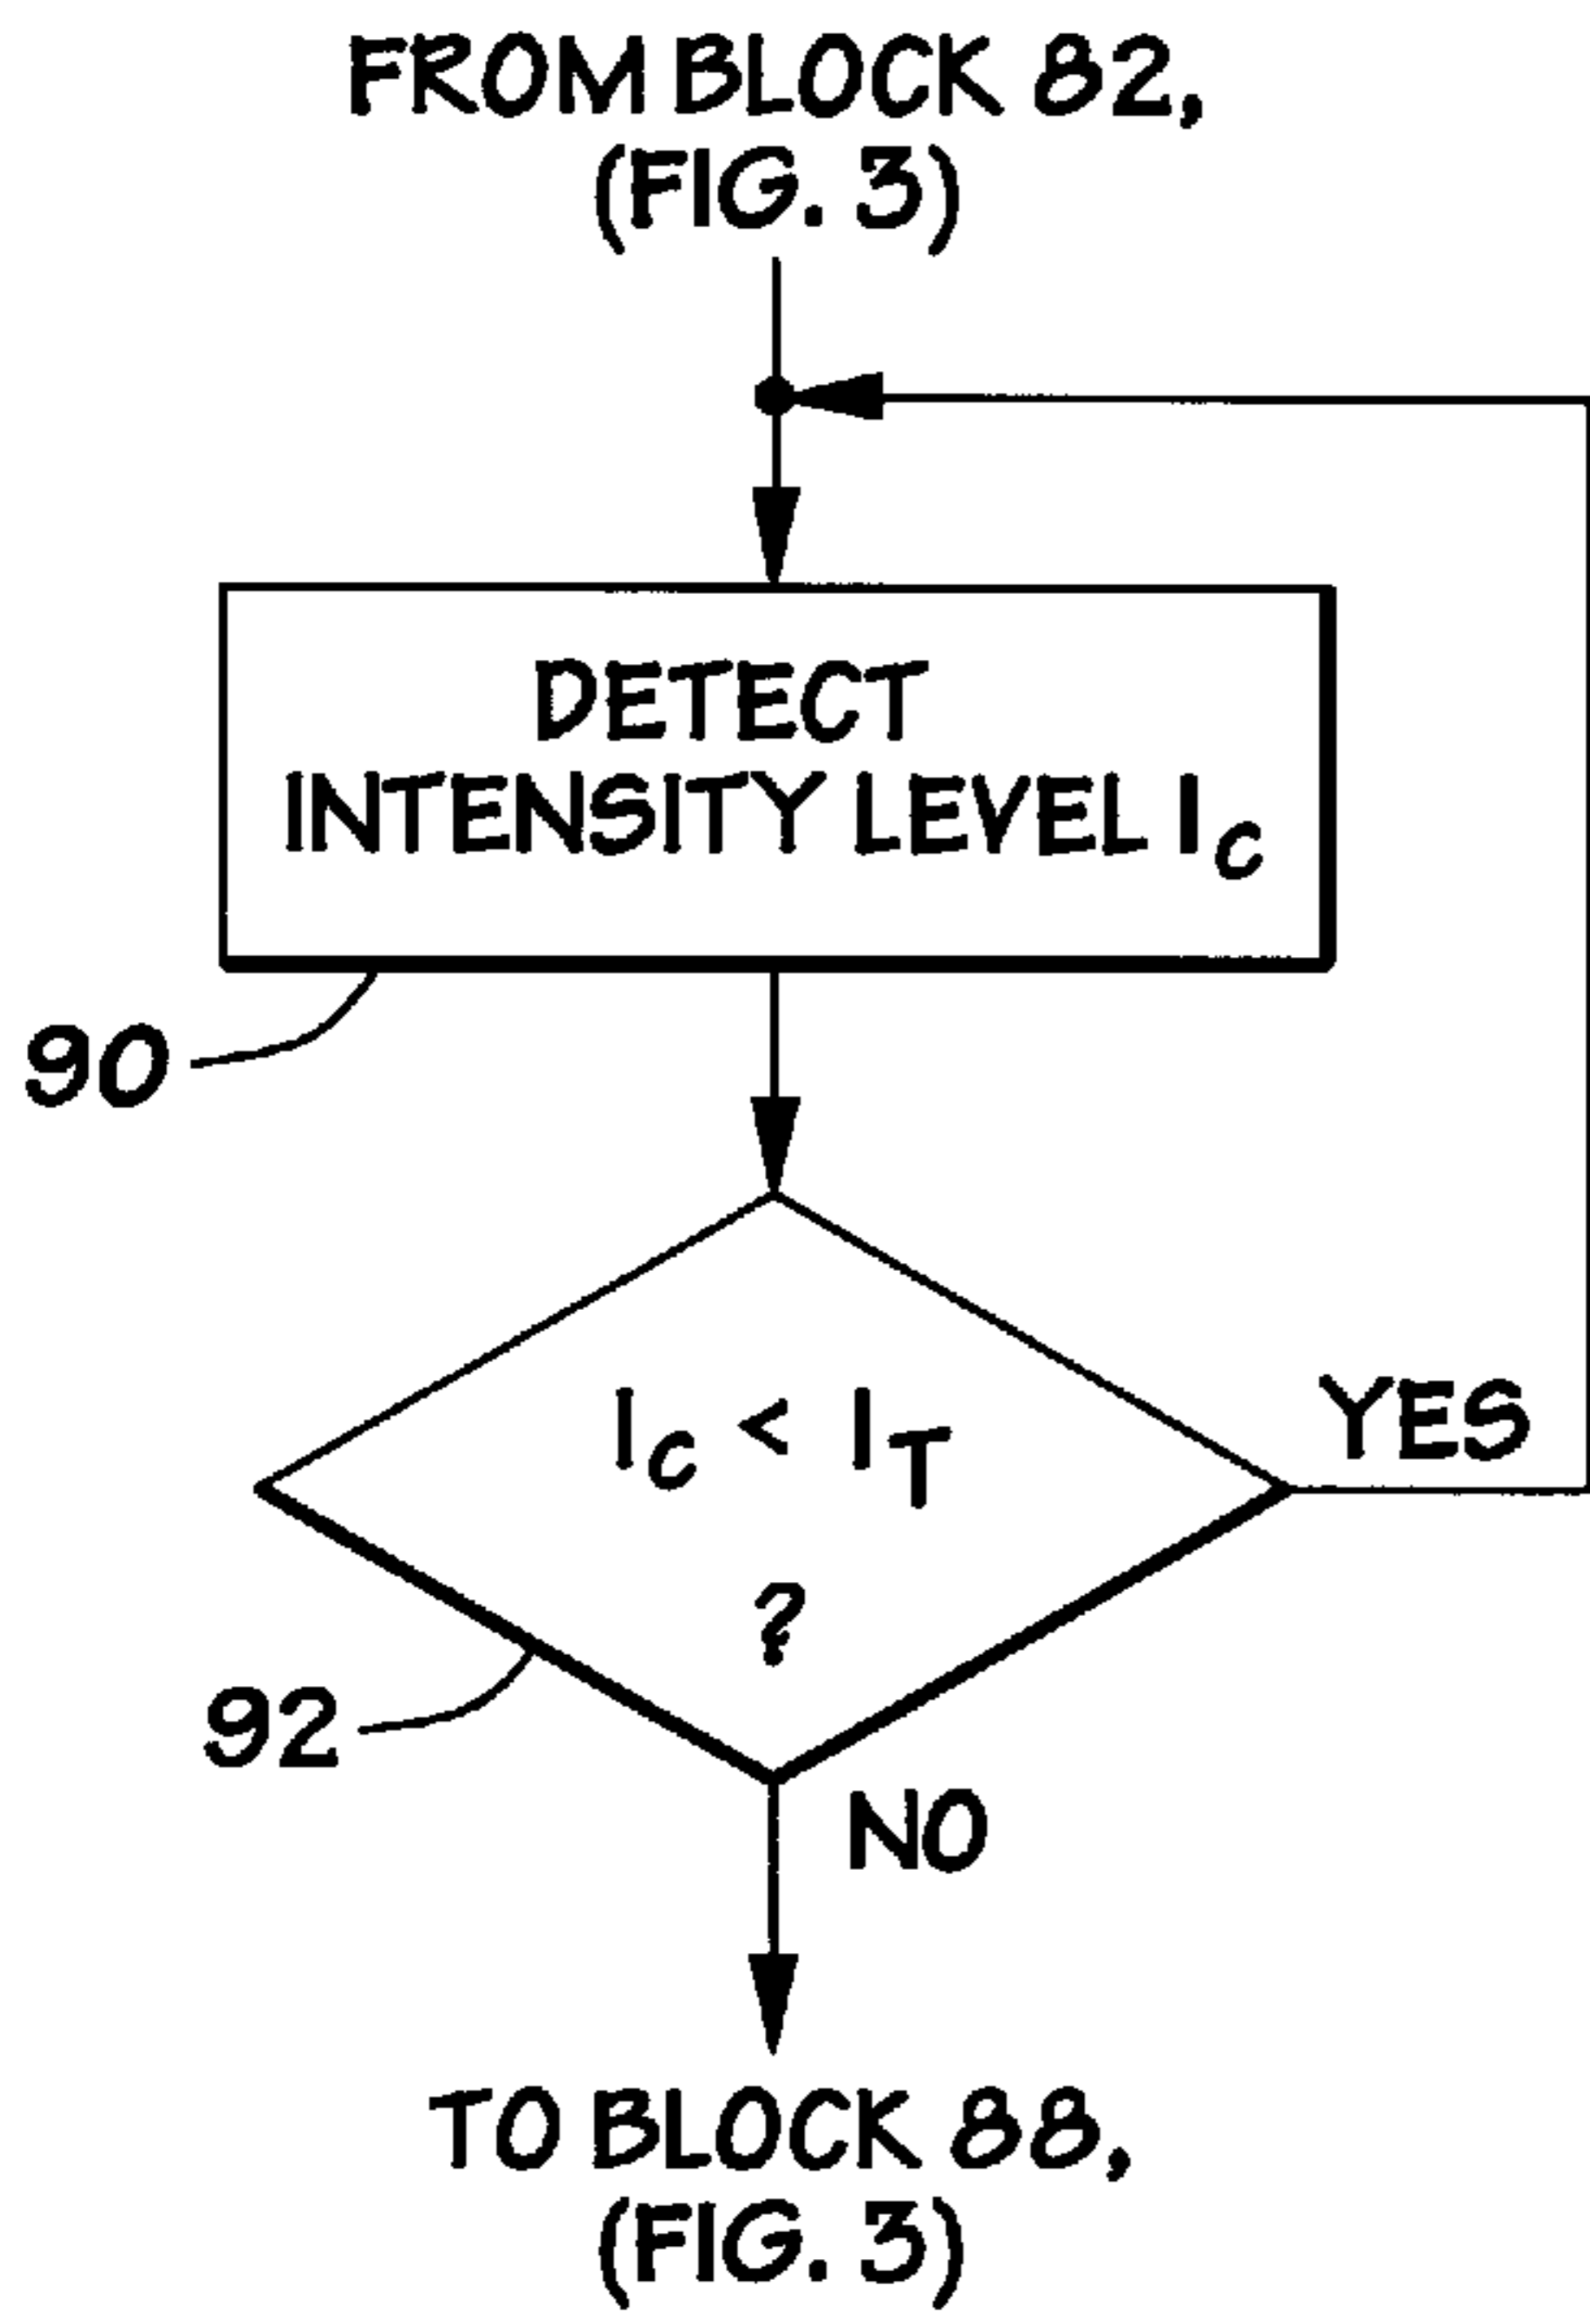 FROM BLOCK 82,
(FIG. 3)
DETECT
INTENSITY LEVEL I_C
90
I_C < I_T
?
YES
92
NO
TO BLOCK 88,
(FIG. 3)